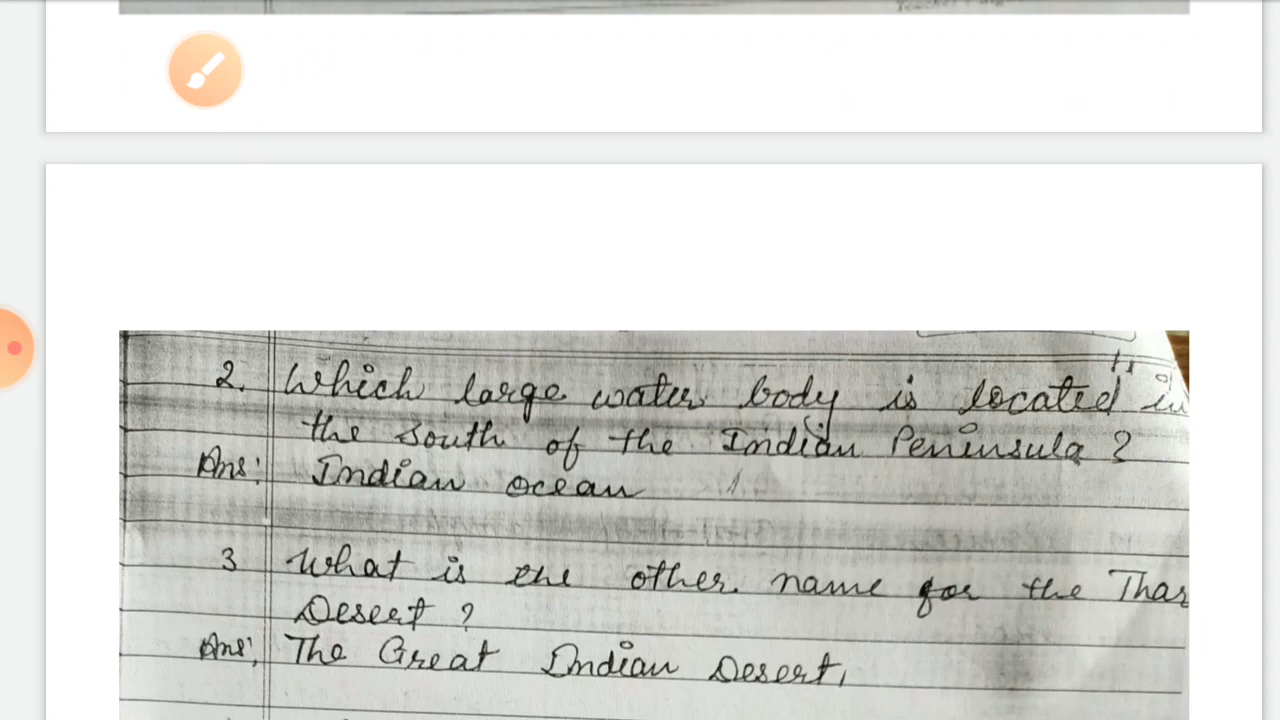 2. Which large water body is located in
the south of the Indian Peninsula ?
Ans: Indian ocean
3 What is the other name for the Thar
Desert ?
Ans: The Great Indian Desert.